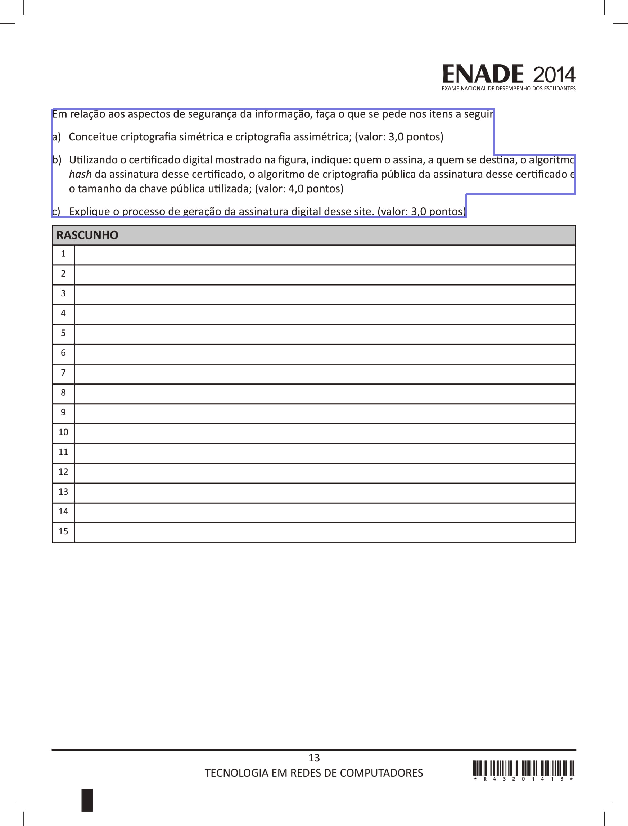 ENADE 2014
EXAME NACIONAL DE DESEMPENHO DOS ESTUDANTES
Em relação aos aspectos de segurança da informação, faça o que se pede nos itens a seguir
a) Conceitue criptografia simétrica e criptografia assimétrica; (valor: 3,0 pontos)
b) Utilizando o certificado digital mostrado na figura, indique: quem o assina, a quem se destina, o algoritmo
hash da assinatura desse certificado, o algoritmo de criptografia pública da assinatura desse certificado e
o tamanho da chave pública utilizada; (valor: 4,0 pontos)
c) Explique o processo de geração da assinatura digital desse site. (valor: 3,0 pontos)
RASCUNHO
1
2
3
4
5
6
7
8
9
10
11
12
13
14
15
13
TECNOLOGIA EM REDES DE COMPUTADORES
*R43201413*